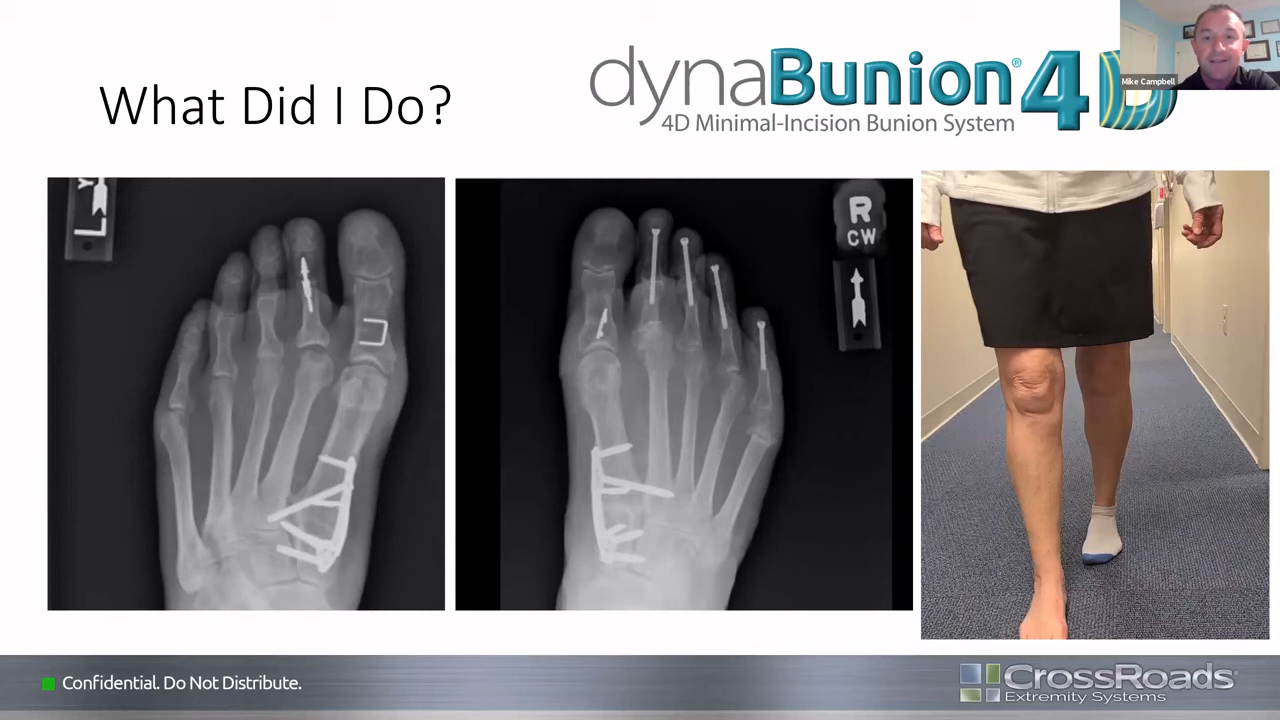 What Did I Do?
dynaBunion® 4D
4D Minimal-Incision Bunion System
Mike Campbell
L
R
CW
Confidential. Do Not Distribute.
CrossRoads®
Extremity Systems